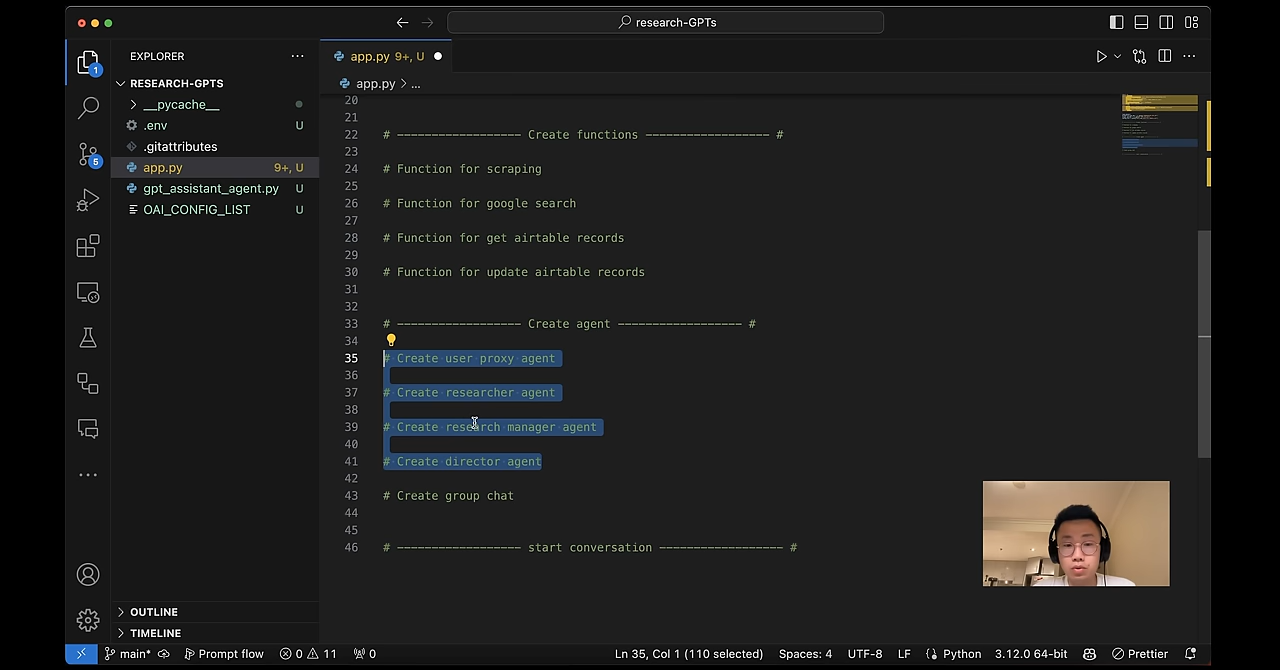 research-GPTs
EXPLORER
RESEARCH-GPTS
__pycache__
.env U
.gitattributes
app.py 9+, U
gpt_assistant_agent.py U
OAI_CONFIG_LIST U
OUTLINE
TIMELINE
1
5
app.py 9+, U
app.py > ...
20
21
22 # —————————————————— Create functions —————————————————— #
23
24 # Function for scraping
25
26 # Function for google search
27
28 # Function for get airtable records
29
30 # Function for update airtable records
31
32
33 # —————————————————— Create agent —————————————————— #
34
35 # Create user proxy agent
36
37 # Create researcher agent
38
39 # Create research manager agent
40
41 # Create director agent
42
43 # Create group chat
44
45
46 # —————————————————— start conversation —————————————————— #
main* Prompt flow 0 11 0 Ln 35, Col 1 (110 selected) Spaces: 4 UTF-8 LF Python 3.12.0 64-bit Prettier